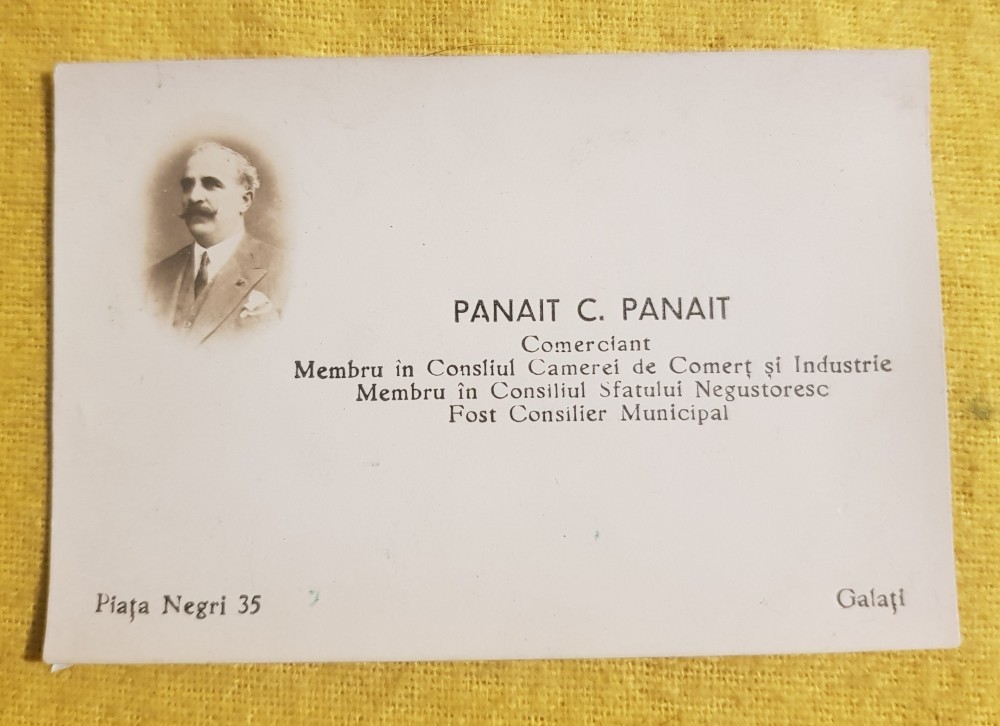 PANAIT C. PANAIT
Comerciant
Membru în Consliul Camerei de Comerț și Industrie
Membru în Consiliul Sfatului Negustoresc
Fost Consilier Municipal
Piața Negri 35
Galați